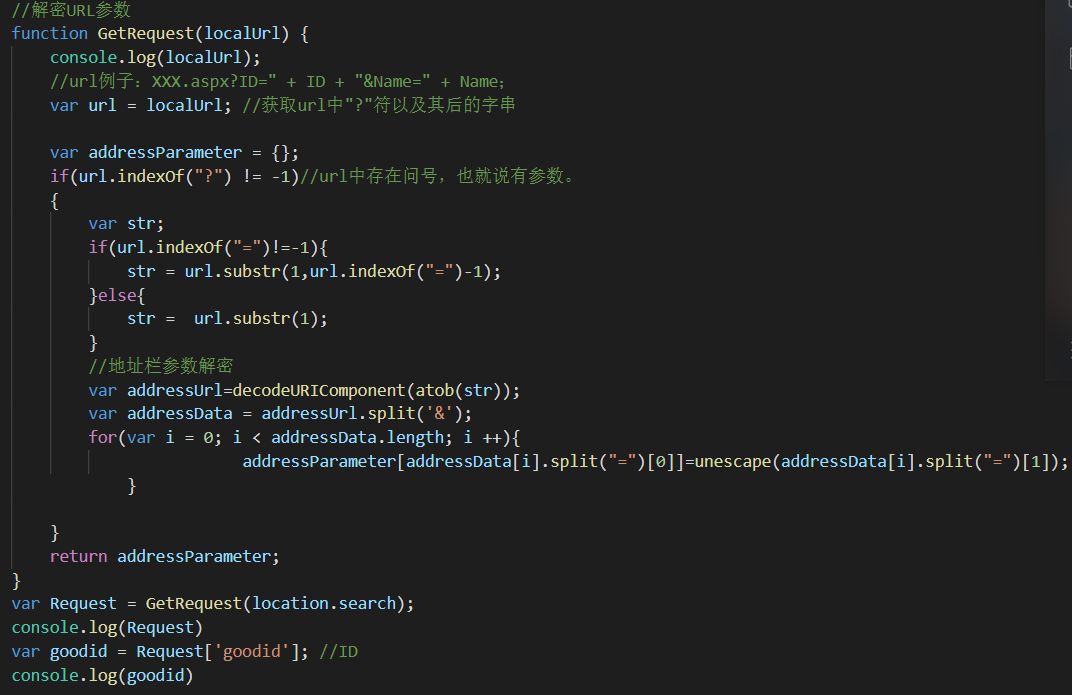 //解密URL参数
function GetRequest(localUrl) {
    console.log(localUrl);
    //url例子：XXX.aspx?ID=" + ID + "&Name=" + Name;
    var url = localUrl; //获取url中"?"符以及其后的字串
    var addressParameter = {};
    if(url.indexOf("?") != -1)//url中存在问号，也就说有参数。
    {
        var str;
        if(url.indexOf("=")!=-1){
            str = url.substr(1,url.indexOf("=")-1);
        }else{
            str =  url.substr(1);
        }
        //地址栏参数解密
        var addressUrl=decodeURIComponent(atob(str));
        var addressData = addressUrl.split('&');
        for(var i = 0; i < addressData.length; i ++){
                        addressParameter[addressData[i].split("=")[0]]=unescape(addressData[i].split("=")[1]);
            }
    }
    return addressParameter;
}
var Request = GetRequest(location.search);
console.log(Request)
var goodid = Request['goodid']; //ID
console.log(goodid)